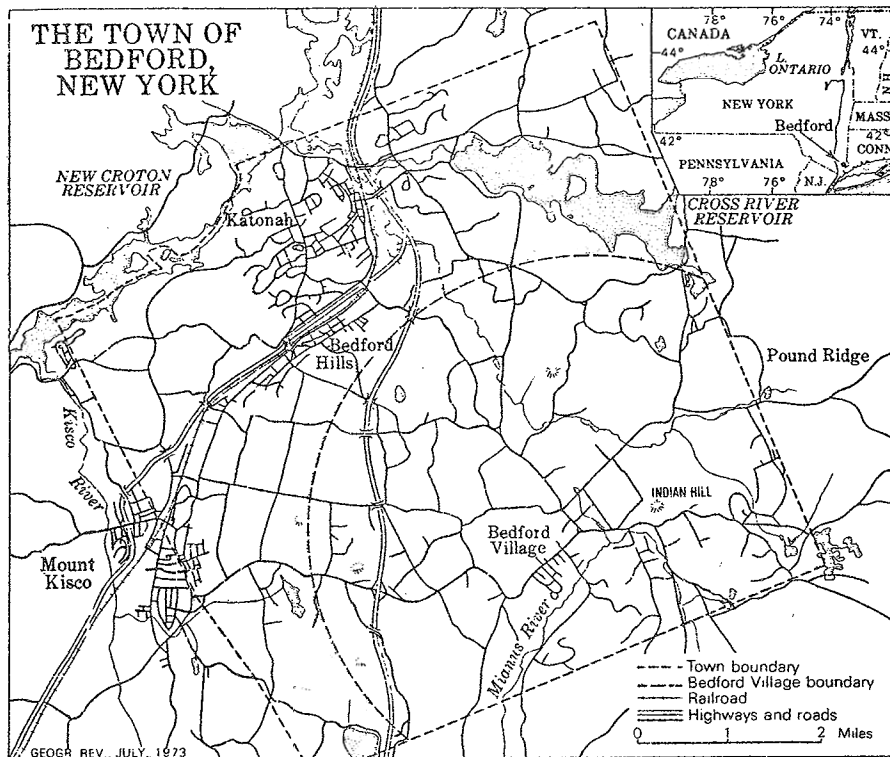 THE TOWN OF
BEDFORD,
NEW YORK
NEW CROTON
RESERVOIR
Katonah
CROSS RIVER
RESERVOIR
Bedford
Hills
Pound Ridge
Kisco
River
INDIAN HILL
Bedford
Village
Mount
Kisco
Mianus River
Town boundary
Bedford Village boundary
Railroad
Highways and roads
0 1 2 Miles
GEOGR. REV., JULY, 1973
78° 76° 74°
CANADA
VT.
44°
44°
L.
ONTARIO
N.H.
NEW YORK
MASS
Bedford
42°
42°
CONN
PENNSYLVANIA
N.J.
78° 76°